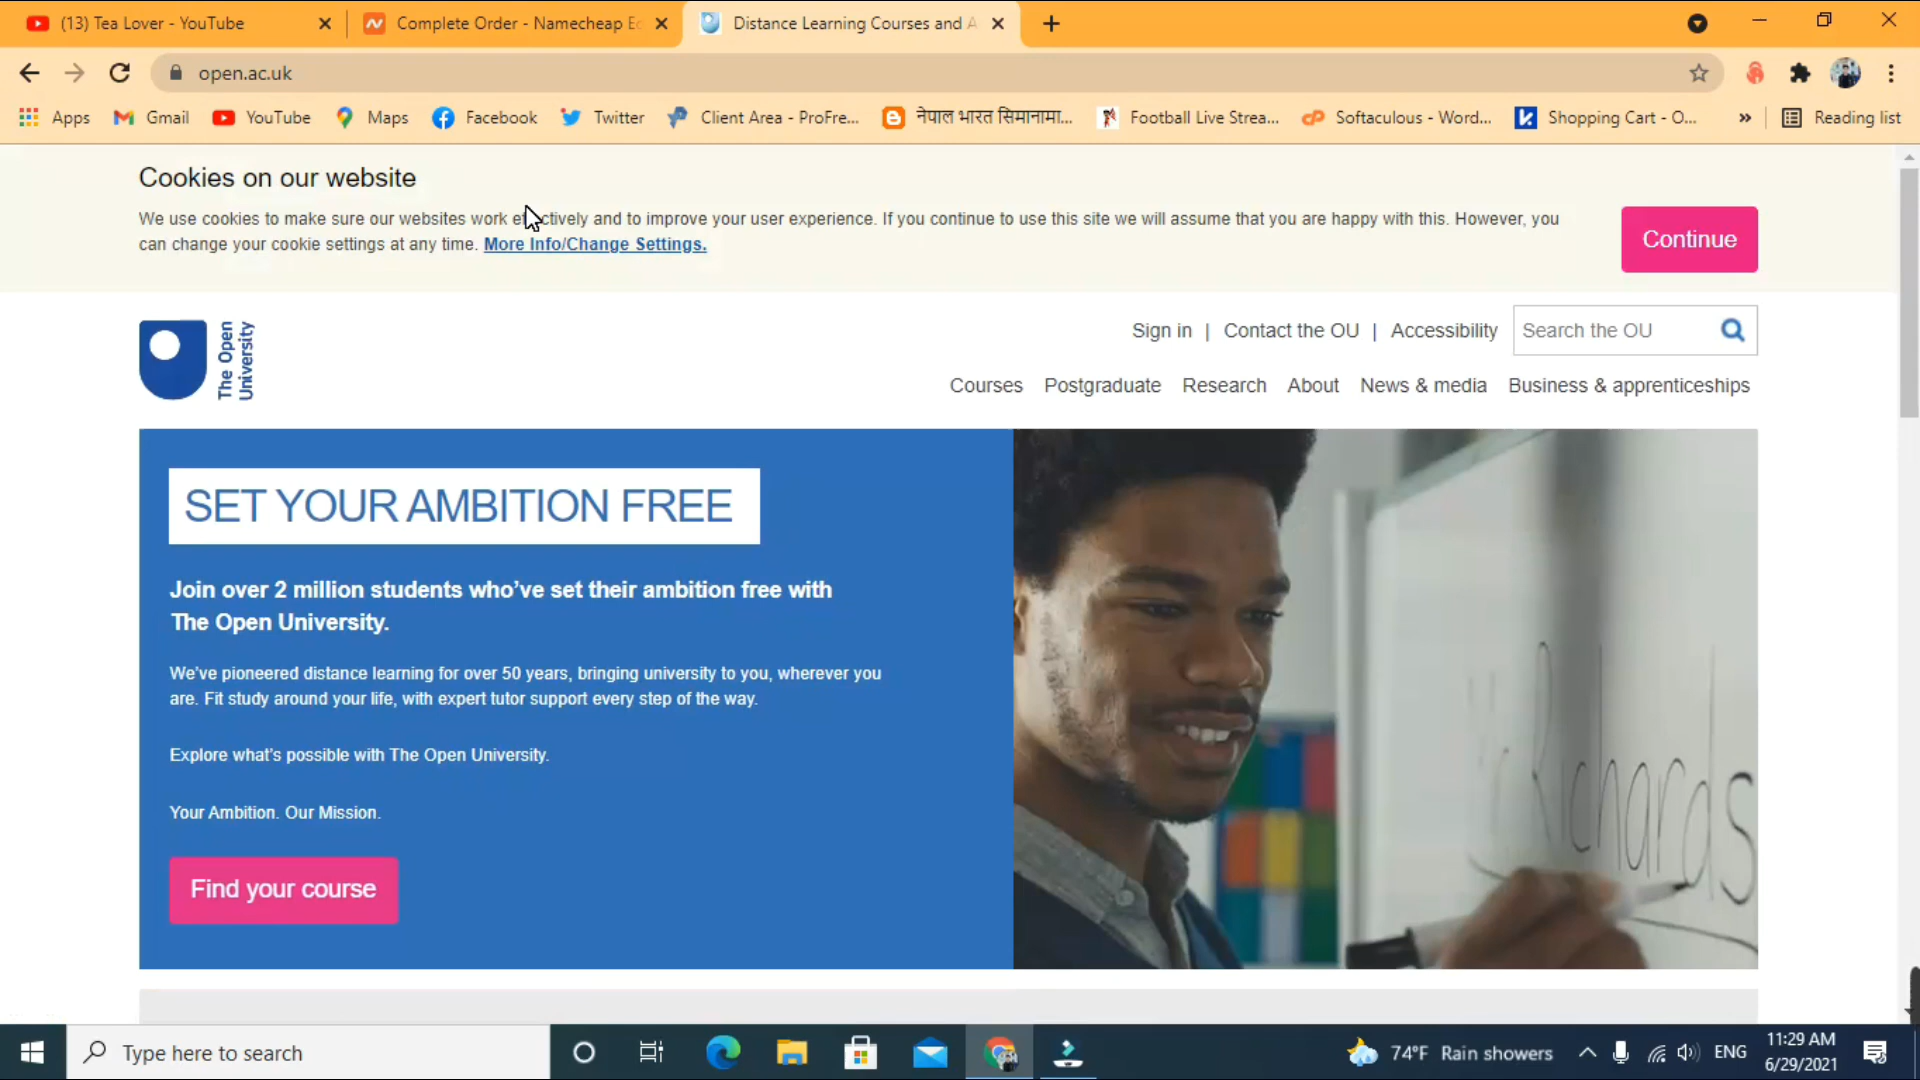 (13) Tea Lover - YouTube
Complete Order - Namecheap
Distance Learning Courses and A
open.ac.uk
Apps
Gmail
YouTube
Maps
Facebook
Twitter
Client Area - ProFre...
नेपाल भारत सिमानामा...
Football Live Strea...
Softaculous - Word...
Shopping Cart - O...
»
Reading list
Cookies on our website
We use cookies to make sure our websites work effectively and to improve your user experience. If you continue to use this site we will assume that you are happy with this. However, you
can change your cookie settings at any time. More Info/Change Settings.
Continue
The Open
University
Sign in | Contact the OU | Accessibility
Search the OU
Courses Postgraduate Research About News & media Business & apprenticeships
SET YOUR AMBITION FREE
Join over 2 million students who've set their ambition free with
The Open University.
We've pioneered distance learning for over 50 years, bringing university to you, wherever you
are. Fit study around your life, with expert tutor support every step of the way.
Explore what's possible with The Open University.
Your Ambition. Our Mission.
Find your course
Richards
Type here to search
74°F Rain showers
ENG
11:29 AM
6/29/2021